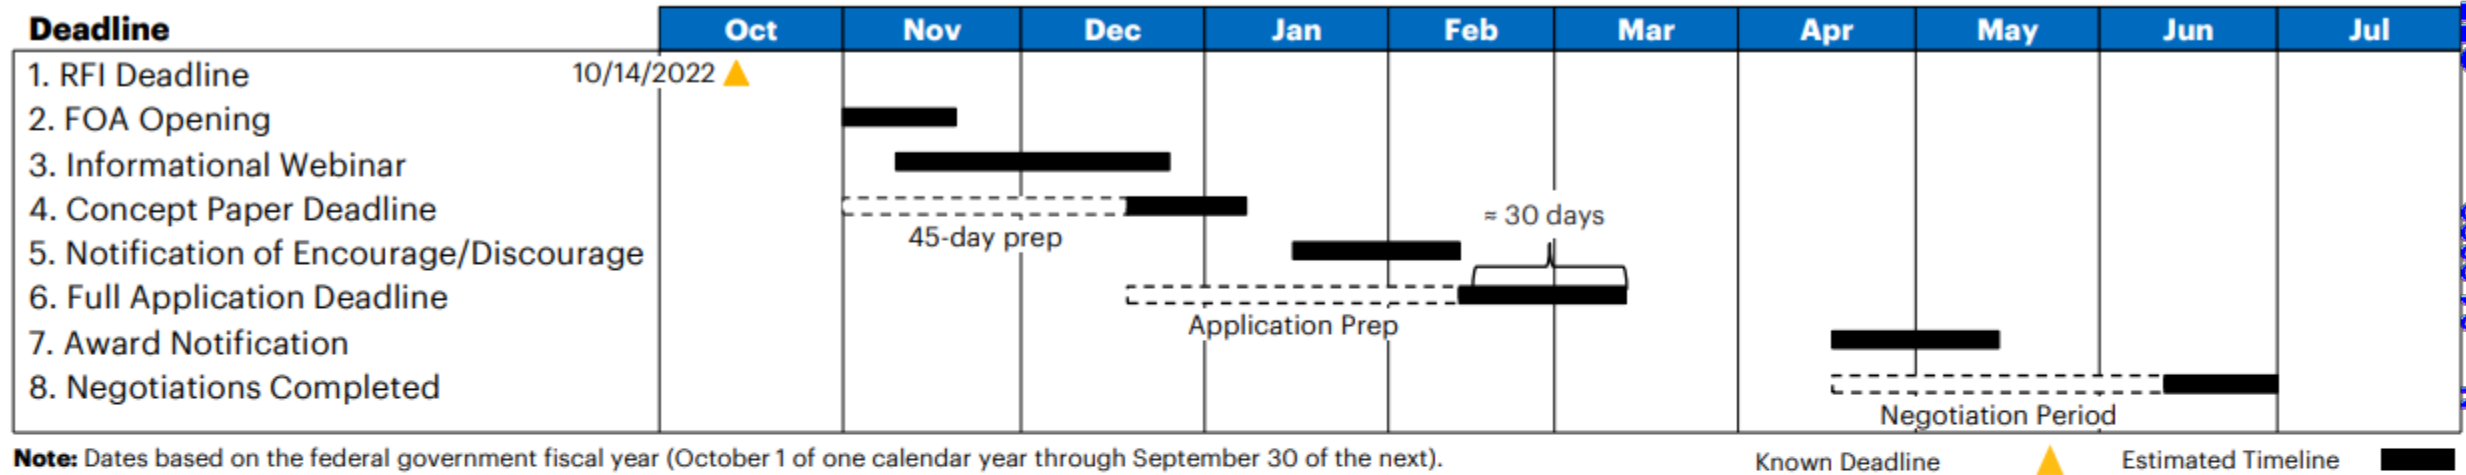 Deadline Oct Nov Dec Jan Feb Mar Apr May Jun Jul
1. RFI Deadline 10/14/2022
2. FOA Opening
3. Informational Webinar
4. Concept Paper Deadline
≈ 30 days
45-day prep
5. Notification of Encourage/Discourage
6. Full Application Deadline
Application Prep
7. Award Notification
8. Negotiations Completed
Negotiation Period
Note: Dates based on the federal government fiscal year (October 1 of one calendar year through September 30 of the next).
Known Deadline Estimated Timeline